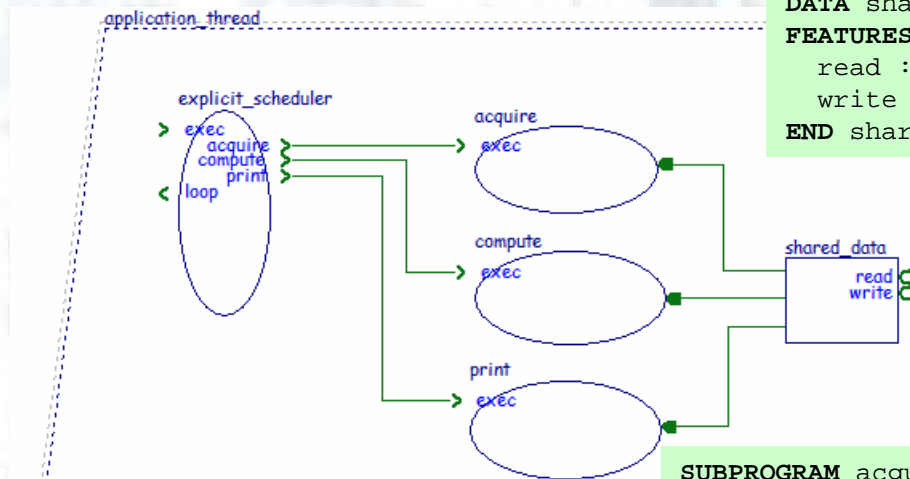 application_thread
explicit_scheduler
exec
acquire
compute
print
loop
acquire
exec
compute
exec
print
exec
shared_data
read
write
DATA
FEATURES
read :
write
END
SUBPROGRAM